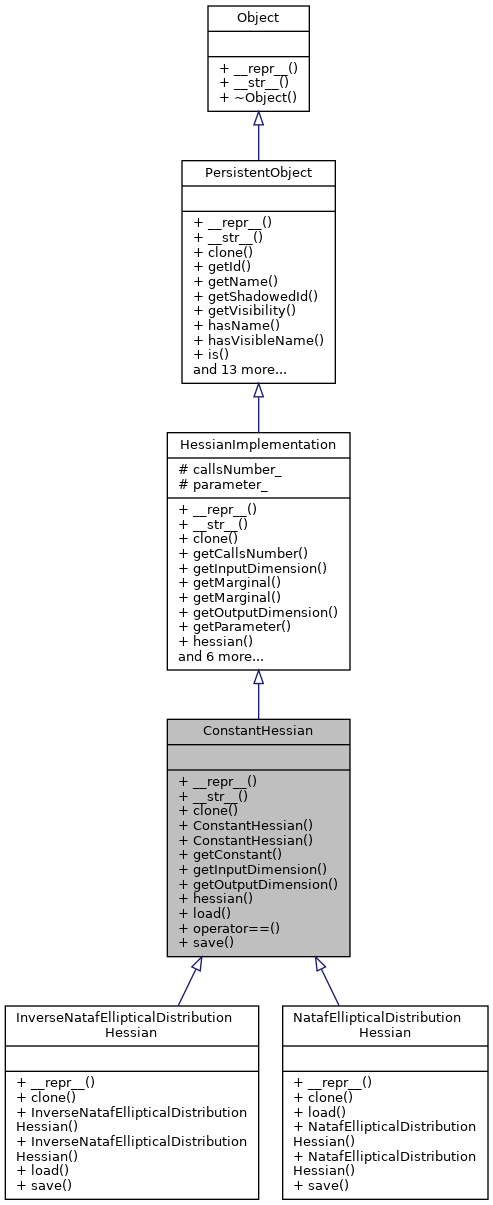 Object
+ __repr__()
+ __str__()
+ ~Object()
PersistentObject
+ __repr__()
+ __str__()
+ clone()
+ getId()
+ getName()
+ getShadowedId()
+ getVisibility()
+ hasName()
+ hasVisibleName()
+ is()
and 13 more...
HessianImplementation
# callsNumber_
# parameter_
+ __repr__()
+ __str__()
+ clone()
+ getCallsNumber()
+ getInputDimension()
+ getMarginal()
+ getMarginal()
+ getOutputDimension()
+ getParameter()
+ hessian()
and 6 more...
ConstantHessian
+ __repr__()
+ __str__()
+ clone()
+ ConstantHessian()
+ ConstantHessian()
+ getConstant()
+ getInputDimension()
+ getOutputDimension()
+ hessian()
+ load()
+ operator==()
+ save()
InverseNatafEllipticalDistribution
Hessian
+ __repr__()
+ clone()
+ InverseNatafEllipticalDistribution
Hessian()
+ InverseNatafEllipticalDistribution
Hessian()
+ load()
+ save()
NatafEllipticalDistribution
Hessian
+ __repr__()
+ clone()
+ load()
+ NatafEllipticalDistribution
Hessian()
+ NatafEllipticalDistribution
Hessian()
+ save()